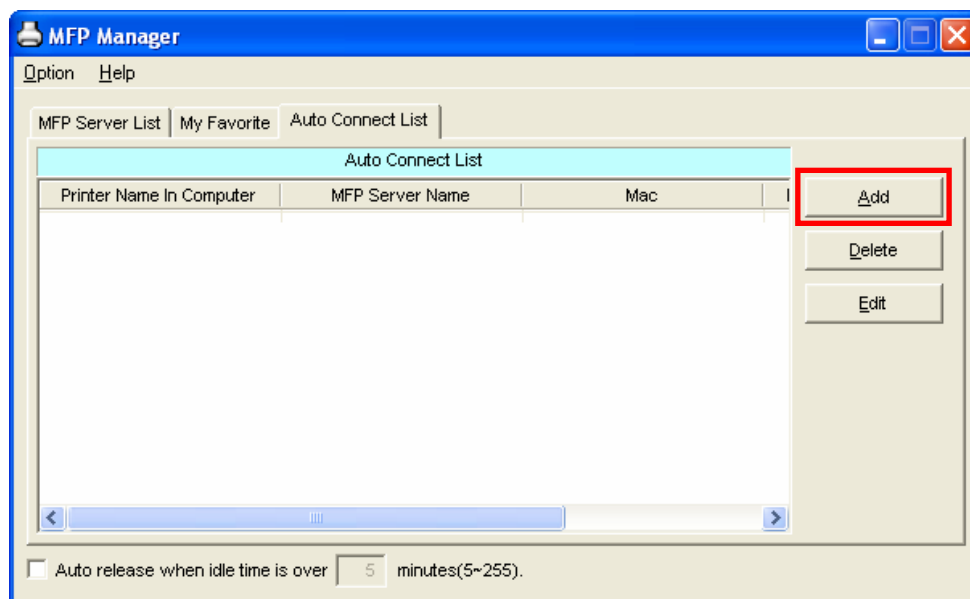 MFP Manager
Option Help
MFP Server List My Favorite Auto Connect List
Auto Connect List
Printer Name In Computer MFP Server Name Mac
Add
Delete
Edit
Auto release when idle time is over 5 minutes(5~255).